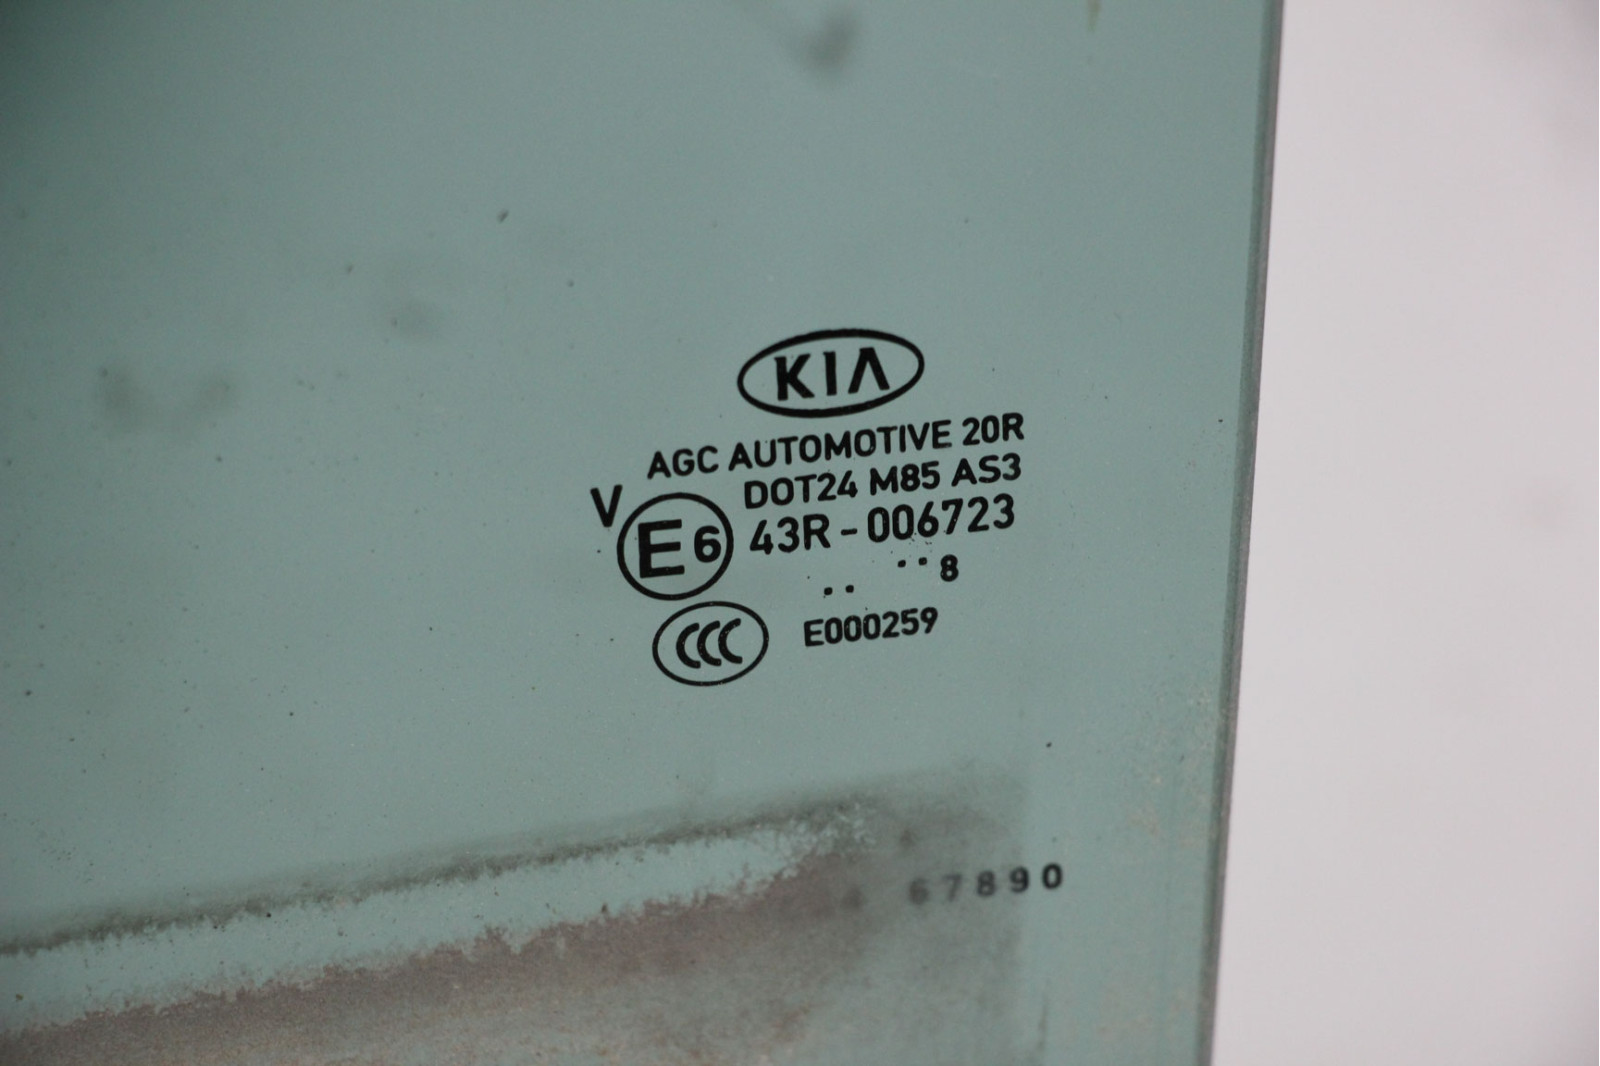 KIA
AGC AUTOMOTIVE 20R
DOT24 M85 AS3
V
E6 43R-006723
.. ..8
CCC E000259
67890